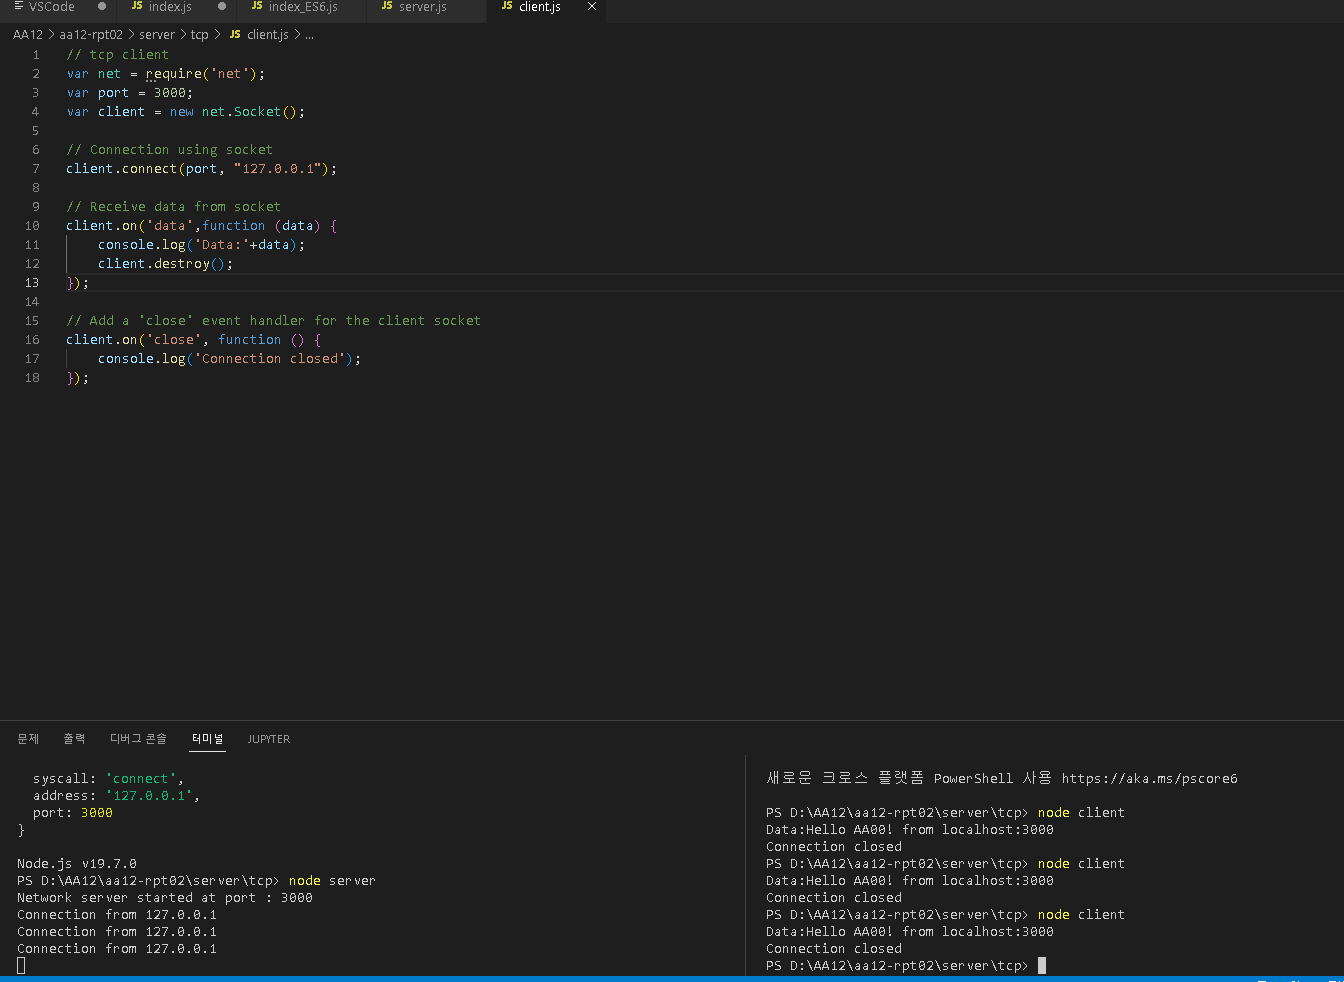 VSCode ● JS index.js ● JS index_ES6.js JS server.js JS client.js ×
AA12 > aa12-rpt02 > server > tcp > JS client.js > ...
1 // tcp client
2 var net = require('net');
3 var port = 3000;
4 var client = new net.Socket();
5
6 // Connection using socket
7 client.connect(port, "127.0.0.1");
8
9 // Receive data from socket
10 client.on('data',function (data) {
11 console.log('Data:'+data);
12 client.destroy();
13 });
14
15 // Add a 'close' event handler for the client socket
16 client.on('close', function () {
17 console.log('Connection closed');
18 });
문제 출력 디버그 콘솔 터미널 JUPYTER
syscall: 'connect',
address: '127.0.0.1',
port: 3000
}
Node.js v19.7.0
PS D:\AA12\aa12-rpt02\server\tcp> node server
Network server started at port : 3000
Connection from 127.0.0.1
Connection from 127.0.0.1
Connection from 127.0.0.1
새로운 크로스 플랫폼 PowerShell 사용 https://aka.ms/pscore6
PS D:\AA12\aa12-rpt02\server\tcp> node client
Data:Hello AA00! from localhost:3000
Connection closed
PS D:\AA12\aa12-rpt02\server\tcp> node client
Data:Hello AA00! from localhost:3000
Connection closed
PS D:\AA12\aa12-rpt02\server\tcp> node client
Data:Hello AA00! from localhost:3000
Connection closed
PS D:\AA12\aa12-rpt02\server\tcp>